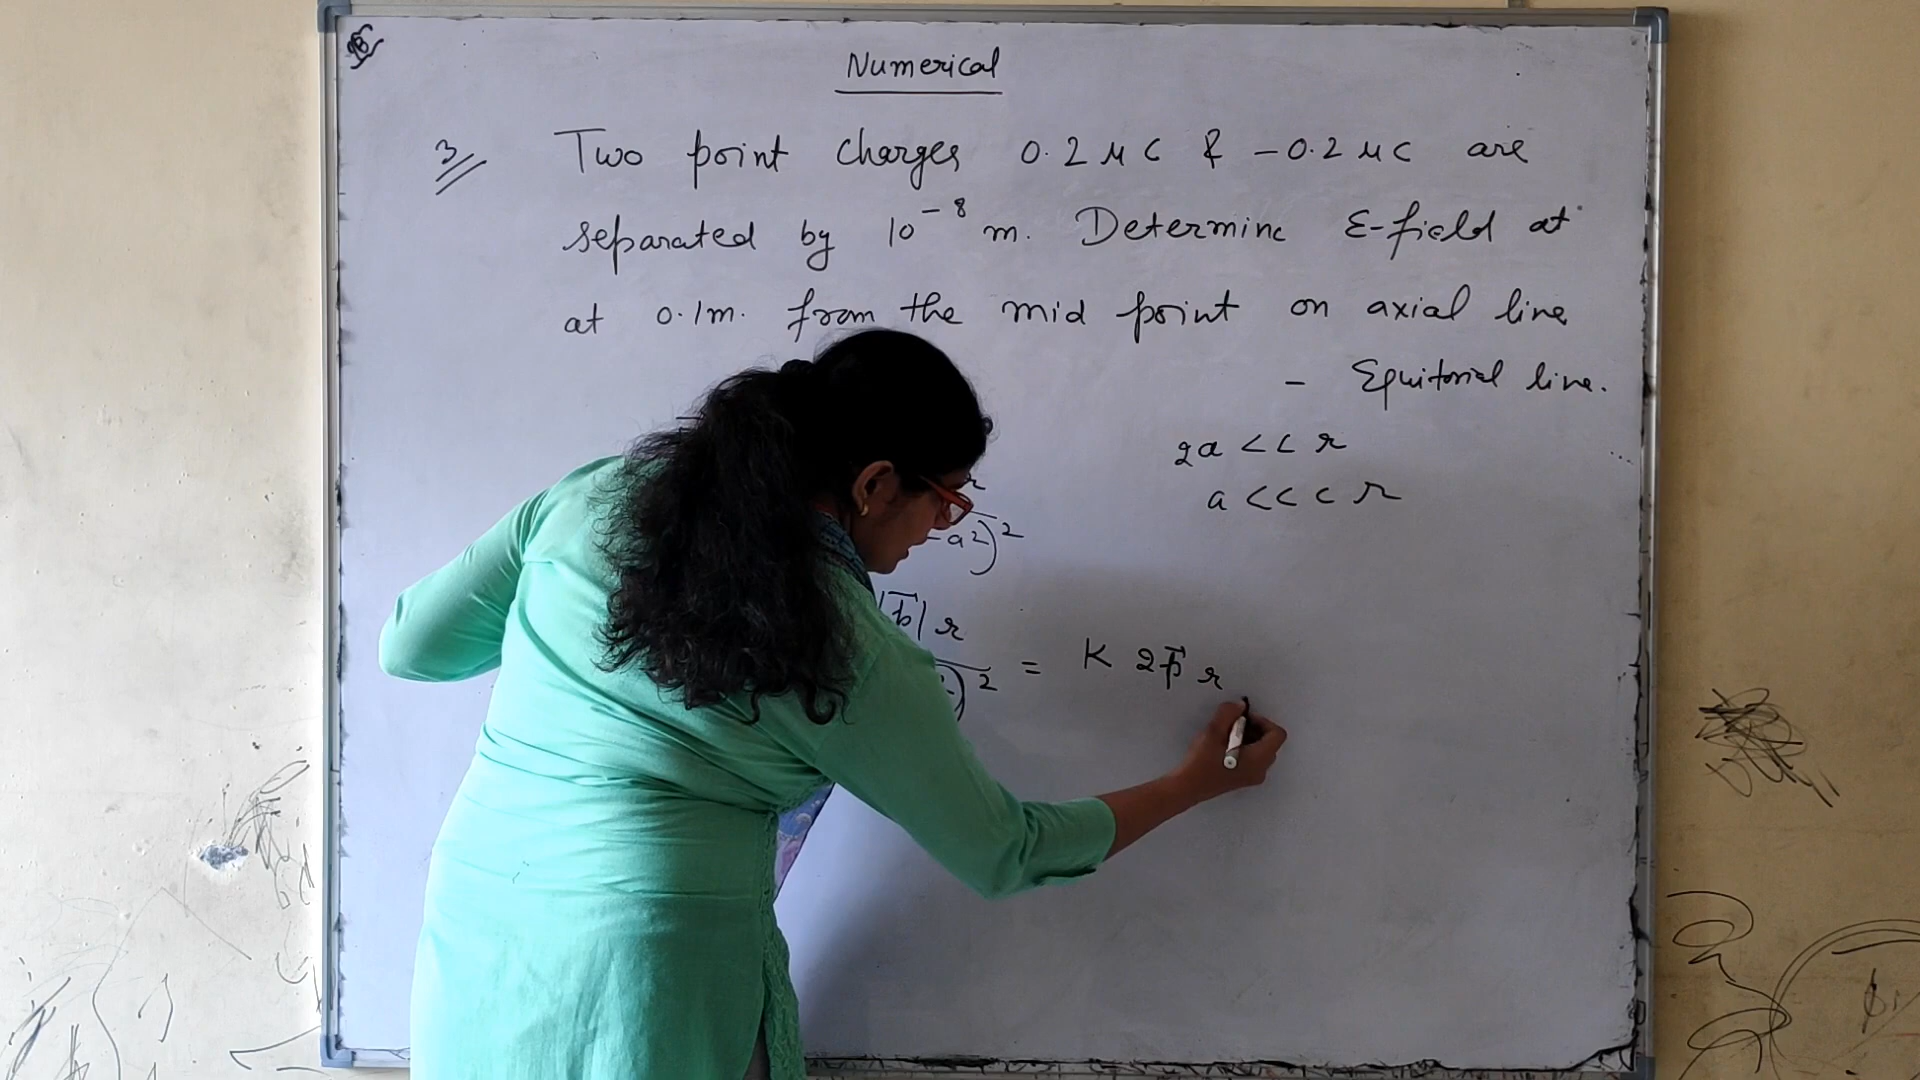 Numerical
3 Two point charges 0.2 μC & -0.2 μC are
separated by 10⁻⁸ m. Determine E-field at
at 0.1m. from the mid point on axial line
- Equitorial line.
2a << r
a <<< r
-a²)²
|p⃗| r
)² = K 2p⃗ r